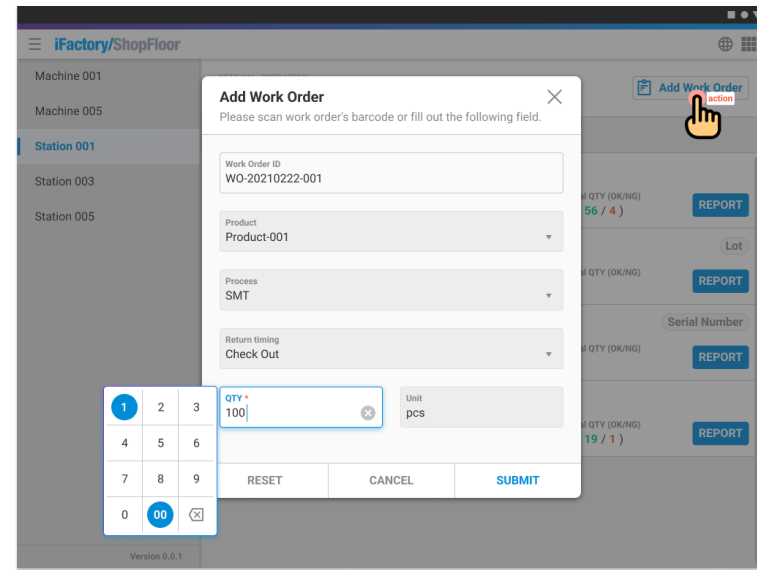 iFactory/ShopFloor
Machine 001
Machine 005
Station 001
Station 003
Station 005
Version 0.0.1
Add Work Order
action
Add Work Order
Please scan work order's barcode or fill out the following field.
Work Order ID
WO-20210222-001
Product
Product-001
Process
SMT
Return timing
Check Out
QTY *
100
Unit
pcs
RESET CANCEL SUBMIT
1 2 3
4 5 6
7 8 9
0 00
QTY (OK/NG)
56 / 4 )
REPORT
Lot
QTY (OK/NG)
REPORT
Serial Number
QTY (OK/NG)
REPORT
QTY (OK/NG)
19 / 1 )
REPORT